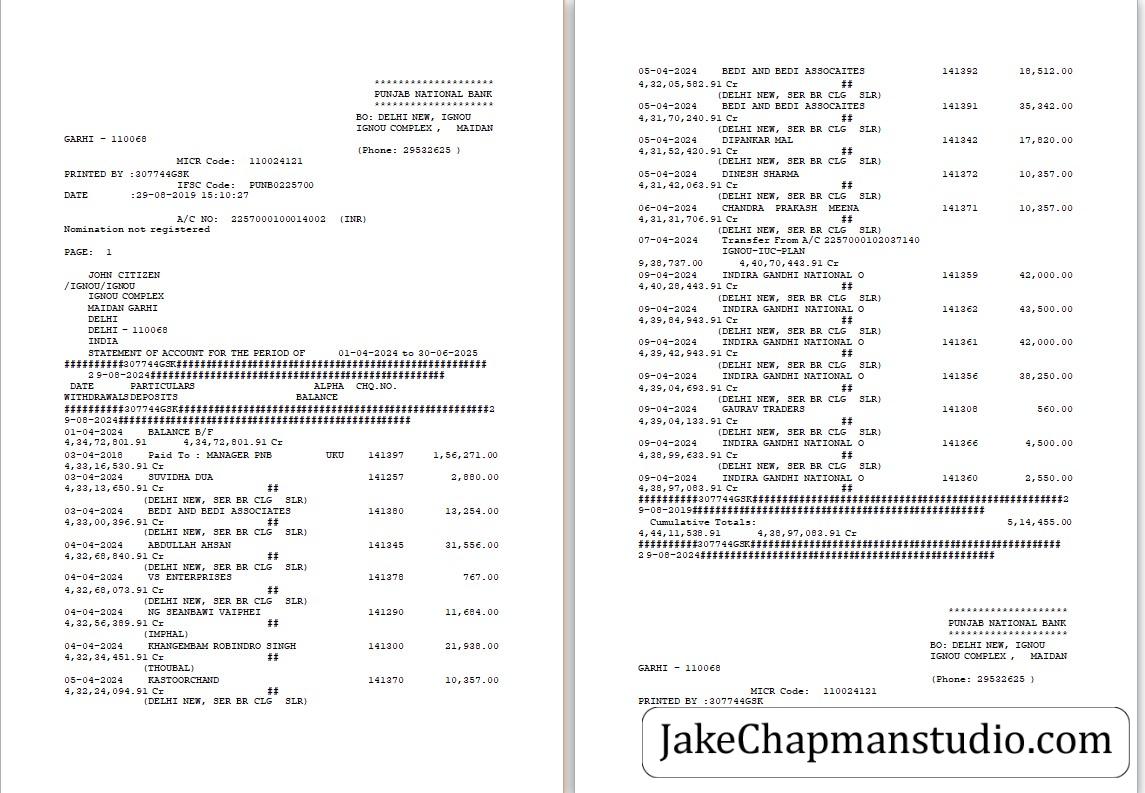 ********************
PUNJAB NATIONAL BANK
********************
BO: DELHI NEW, IGNOU
IGNOU COMPLEX , MAIDAN
GARHI - 110068
(Phone: 29532625 )
MICR Code: 110024121
PRINTED BY :307744GSK
IFSC Code: PUNB0225700
DATE :29-08-2019 15:10:27
A/C NO: 2257000100014002 (INR)
Nomination not registered
PAGE: 1
JOHN CITIZEN
/IGNOU/IGNOU
IGNOU COMPLEX
MAIDAN GARHI
DELHI
DELHI - 110068
INDIA
STATEMENT OF ACCOUNT FOR THE PERIOD OF 01-04-2024 to 30-06-2025
##########307744GSK####################################################
29-08-2024#################################################
DATE PARTICULARS ALPHA CHQ.NO.
WITHDRAWALSDEPOSITS BALANCE
##########307744GSK####################################################2
9-08-2024#################################################
01-04-2024 BALANCE B/F
4,34,72,801.91 4,34,72,801.91 Cr
03-04-2018 Paid To : MANAGER PNB UKU 141397 1,56,271.00
4,33,16,530.91 Cr
03-04-2024 SUVIDHA DUA 141257 2,880.00
4,33,13,650.91 Cr ##
(DELHI NEW, SER BR CLG SLR)
03-04-2024 BEDI AND BEDI ASSOCIATES 141380 13,254.00
4,33,00,396.91 Cr ##
(DELHI NEW, SER BR CLG SLR)
04-04-2024 ABDULLAH AHSAN 141345 31,556.00
4,32,68,840.91 Cr ##
(DELHI NEW, SER BR CLG SLR)
04-04-2024 VS ENTERPRISES 141378 767.00
4,32,68,073.91 Cr ##
(DELHI NEW, SER BR CLG SLR)
04-04-2024 NG SEANBAWI VAIPHEI 141290 11,684.00
4,32,56,389.91 Cr ##
(IMPHAL)
04-04-2024 KHANGEMBAM ROBINDRO SINGH 141300 21,938.00
4,32,34,451.91 Cr ##
(THOUBAL)
05-04-2024 KASTOORCHAND 141370 10,357.00
4,32,24,094.91 Cr ##
(DELHI NEW, SER BR CLG SLR)
05-04-2024 BEDI AND BEDI ASSOCAITES 141392 18,512.00
4,32,05,582.91 Cr ##
(DELHI NEW, SER BR CLG SLR)
05-04-2024 BEDI AND BEDI ASSOCAITES 141391 35,342.00
4,31,70,240.91 Cr ##
(DELHI NEW, SER BR CLG SLR)
05-04-2024 DIPANKAR MAL 141342 17,820.00
4,31,52,420.91 Cr ##
(DELHI NEW, SER BR CLG SLR)
05-04-2024 DINESH SHARMA 141372 10,357.00
4,31,42,063.91 Cr ##
(DELHI NEW, SER BR CLG SLR)
06-04-2024 CHANDRA PRAKASH MEENA 141371 10,357.00
4,31,31,706.91 Cr ##
(DELHI NEW, SER BR CLG SLR)
07-04-2024 Transfer From A/C 2257000102037140
IGNOU-IUC-PLAN
9,38,737.00 4,40,70,443.91 Cr
09-04-2024 INDIRA GANDHI NATIONAL O 141359 42,000.00
4,40,28,443.91 Cr ##
(DELHI NEW, SER BR CLG SLR)
09-04-2024 INDIRA GANDHI NATIONAL O 141362 43,500.00
4,39,84,943.91 Cr ##
(DELHI NEW, SER BR CLG SLR)
09-04-2024 INDIRA GANDHI NATIONAL O 141361 42,000.00
4,39,42,943.91 Cr ##
(DELHI NEW, SER BR CLG SLR)
09-04-2024 INDIRA GANDHI NATIONAL O 141356 38,250.00
4,39,04,693.91 Cr ##
(DELHI NEW, SER BR CLG SLR)
09-04-2024 GAURAV TRADERS 141308 560.00
4,39,04,133.91 Cr ##
(DELHI NEW, SER BR CLG SLR)
09-04-2024 INDIRA GANDHI NATIONAL O 141366 4,500.00
4,38,99,633.91 Cr ##
(DELHI NEW, SER BR CLG SLR)
09-04-2024 INDIRA GANDHI NATIONAL O 141360 2,550.00
4,38,97,083.91 Cr ##
##########307744GSK####################################################2
9-08-2019#################################################
Cumulative Totals: 5,14,455.00
4,44,11,538.91 4,38,97,083.91 Cr
##########307744GSK####################################################
29-08-2024#################################################
********************
PUNJAB NATIONAL BANK
********************
BO: DELHI NEW, IGNOU
IGNOU COMPLEX , MAIDAN
GARHI - 110068
(Phone: 29532625 )
MICR Code: 110024121
PRINTED BY :307744GSK
JakeChapmanstudio.com